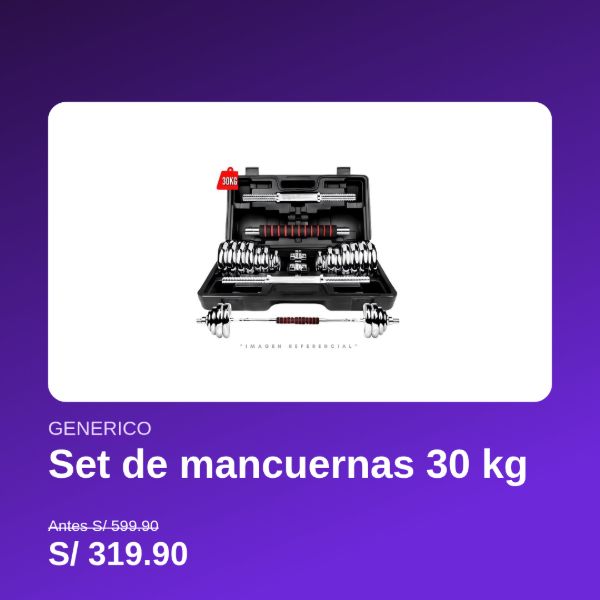 30KG
"IMAGEN REFERENCIAL"
GENERICO
Set de mancuernas 30 kg
Antes S/ 599.90
S/ 319.90